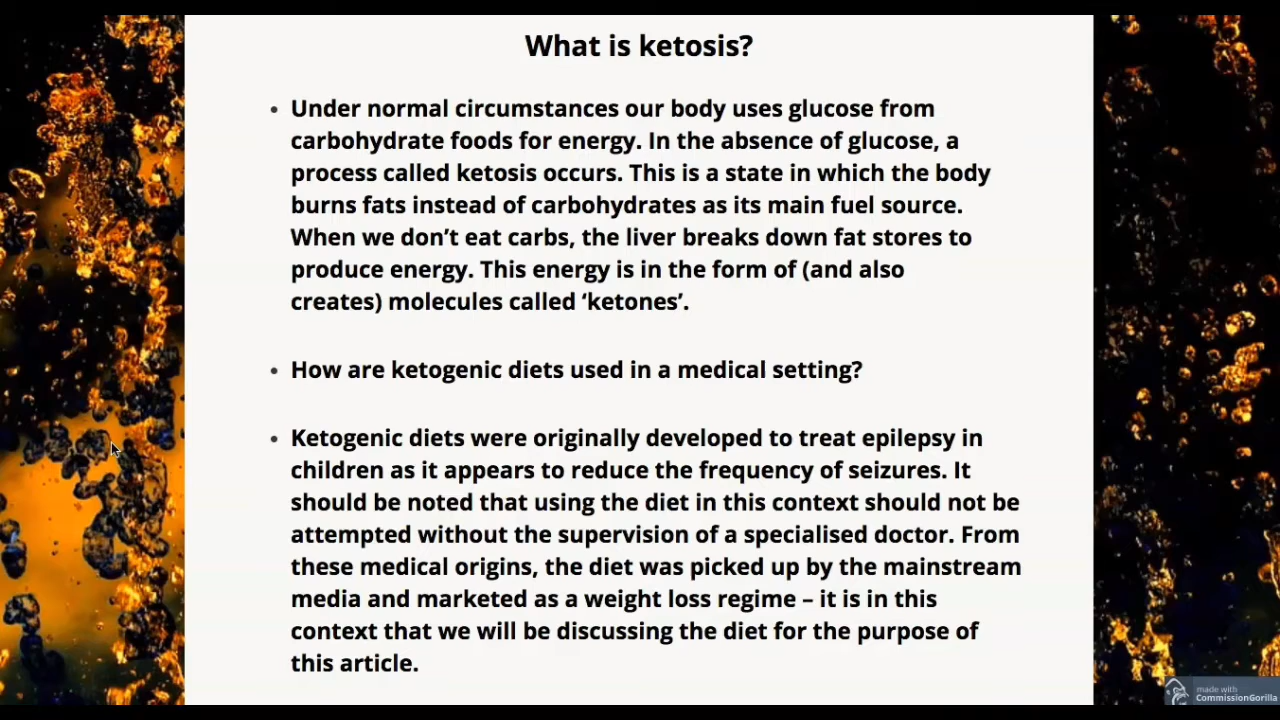 What is ketosis?
• Under normal circumstances our body uses glucose from
carbohydrate foods for energy. In the absence of glucose, a
process called ketosis occurs. This is a state in which the body
burns fats instead of carbohydrates as its main fuel source.
When we don’t eat carbs, the liver breaks down fat stores to
produce energy. This energy is in the form of (and also
creates) molecules called ‘ketones’.
• How are ketogenic diets used in a medical setting?
• Ketogenic diets were originally developed to treat epilepsy in
children as it appears to reduce the frequency of seizures. It
should be noted that using the diet in this context should not be
attempted without the supervision of a specialised doctor. From
these medical origins, the diet was picked up by the mainstream
media and marketed as a weight loss regime – it is in this
context that we will be discussing the diet for the purpose of
this article.
made with
CommissionGorilla